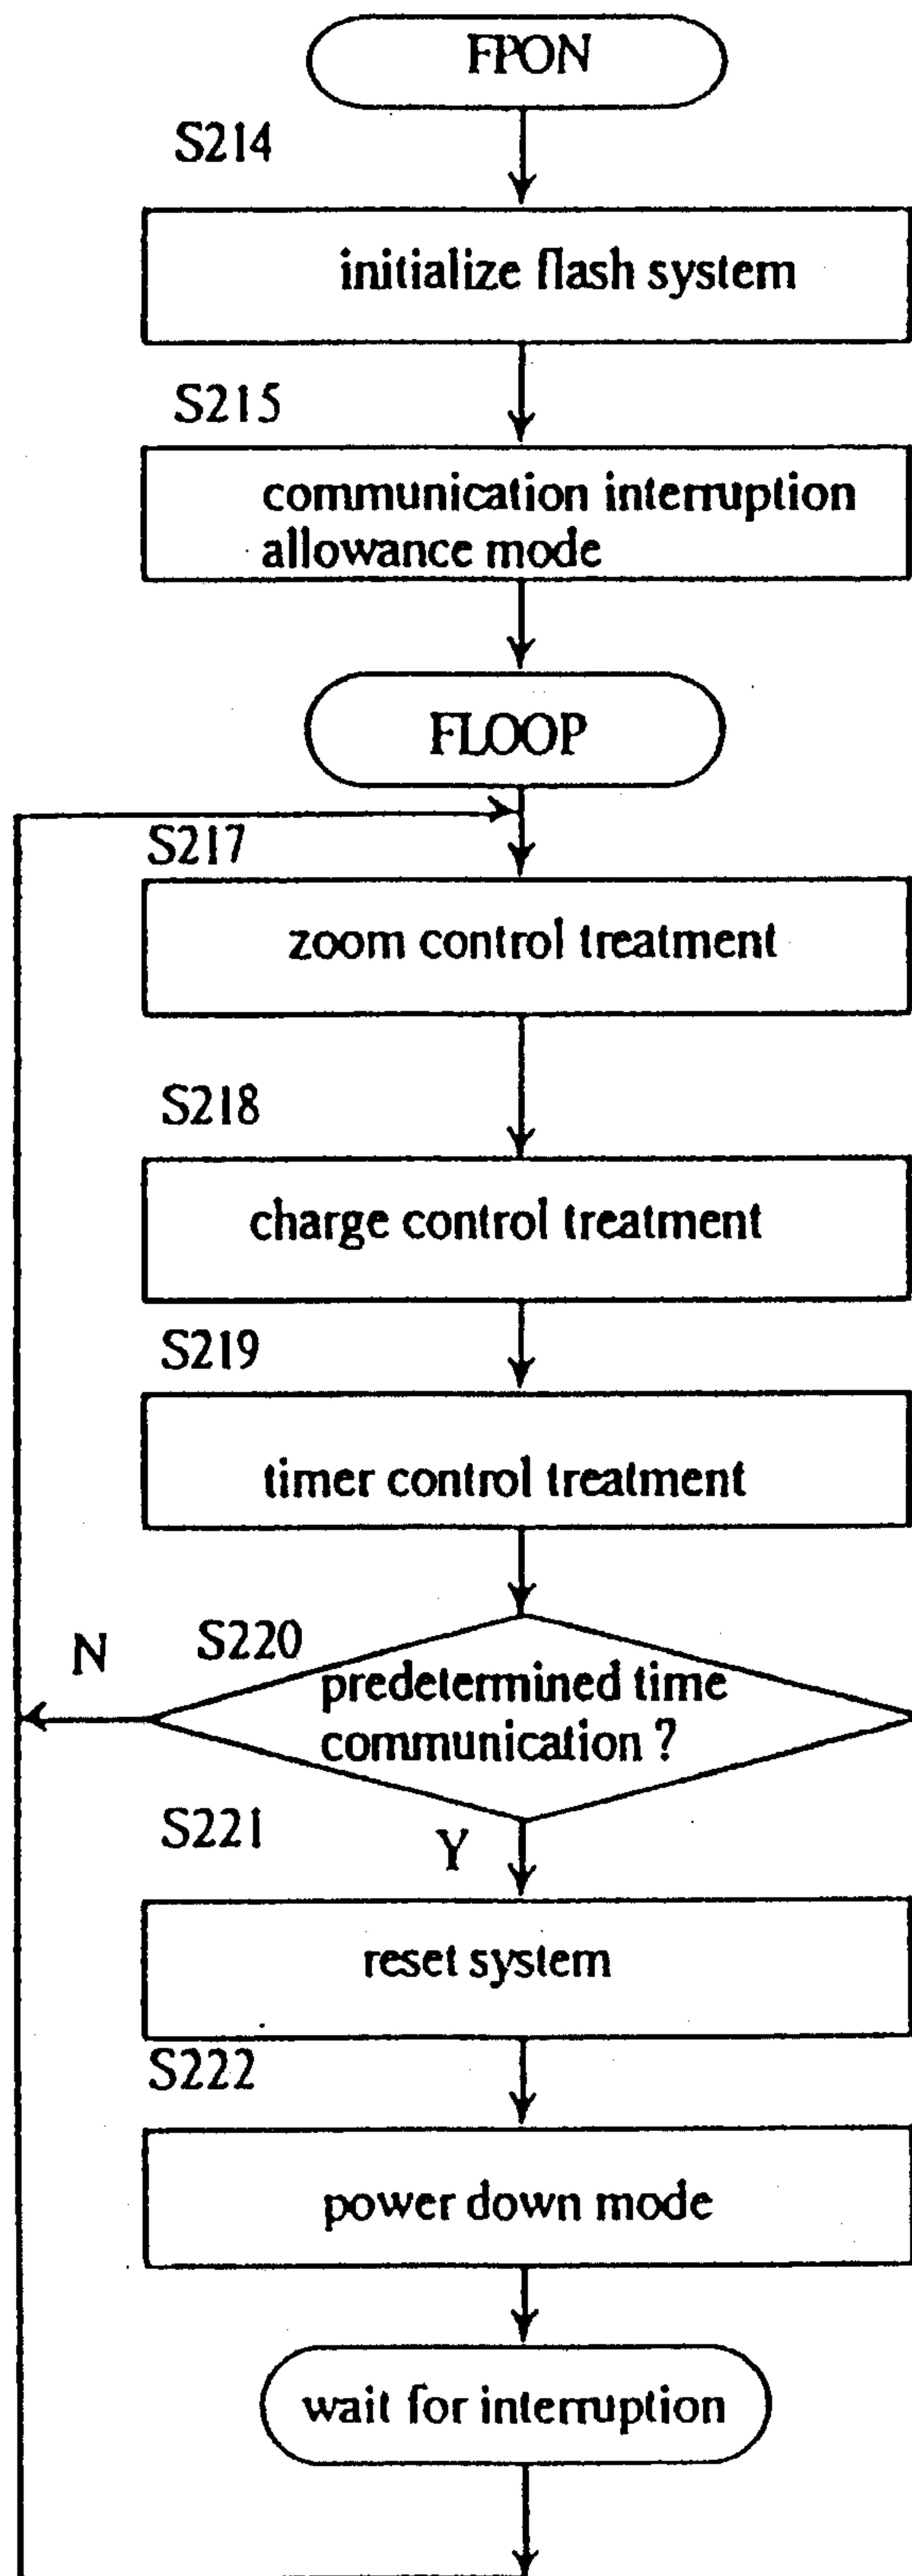 FPON
S214
initialize flash system
S215
communication interruption
allowance mode
FLOOP
S217
zoom control treatment
S218
charge control treatment
S219
timer control treatment
S220
N
predetermined time
communication ?
S221
Y
reset system
S222
power down mode
wait for interruption